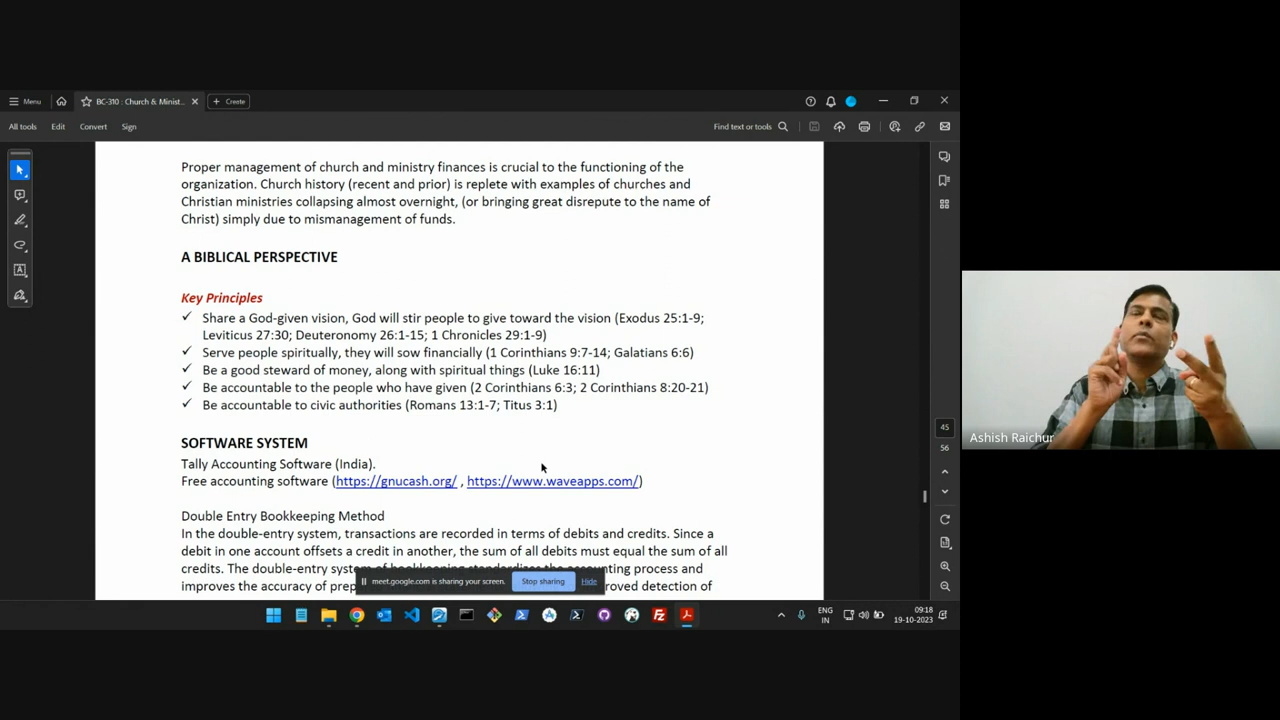 Menu
BC-310 : Church & Minist...
Create
All tools
Edit
Convert
Sign
Find text or tools
Proper management of church and ministry finances is crucial to the functioning of the
organization. Church history (recent and prior) is replete with examples of churches and
Christian ministries collapsing almost overnight, (or bringing great disrepute to the name of
Christ) simply due to mismanagement of funds.
A BIBLICAL PERSPECTIVE
Key Principles
Share a God-given vision, God will stir people to give toward the vision (Exodus 25:1-9;
Leviticus 27:30; Deuteronomy 26:1-15; 1 Chronicles 29:1-9)
Serve people spiritually, they will sow financially (1 Corinthians 9:7-14; Galatians 6:6)
Be a good steward of money, along with spiritual things (Luke 16:11)
Be accountable to the people who have given (2 Corinthians 6:3; 2 Corinthians 8:20-21)
Be accountable to civic authorities (Romans 13:1-7; Titus 3:1)
SOFTWARE SYSTEM
Tally Accounting Software (India).
Free accounting software (https://gnucash.org/ , https://www.waveapps.com/)
Double Entry Bookkeeping Method
In the double-entry system, transactions are recorded in terms of debits and credits. Since a
debit in one account offsets a credit in another, the sum of all debits must equal the sum of all
credits. The double-entry system of bookkeeping standardizes the accounting process and
improves the accuracy of prep
roved detection of
meet.google.com is sharing your screen.
Stop sharing
Hide
45
56
ENG
IN
09:18
19-10-2023
Ashish Raichur